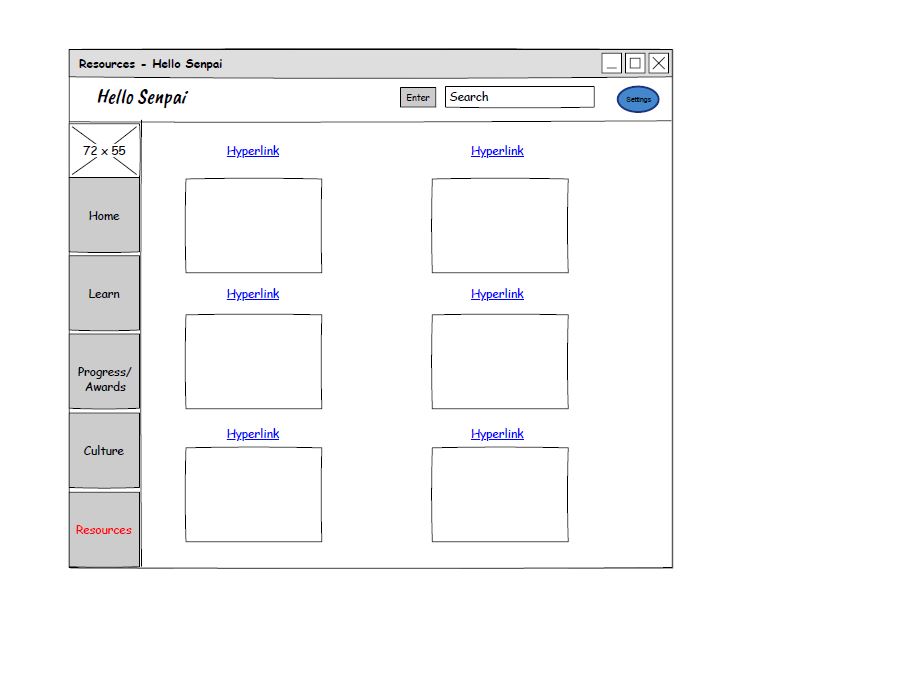 Resources - Hello Senpai
Hello Senpai
Enter
Search
Settings
72 x 55
Home
Learn
Progress/
Awards
Culture
Resources
Hyperlink
Hyperlink
Hyperlink
Hyperlink
Hyperlink
Hyperlink